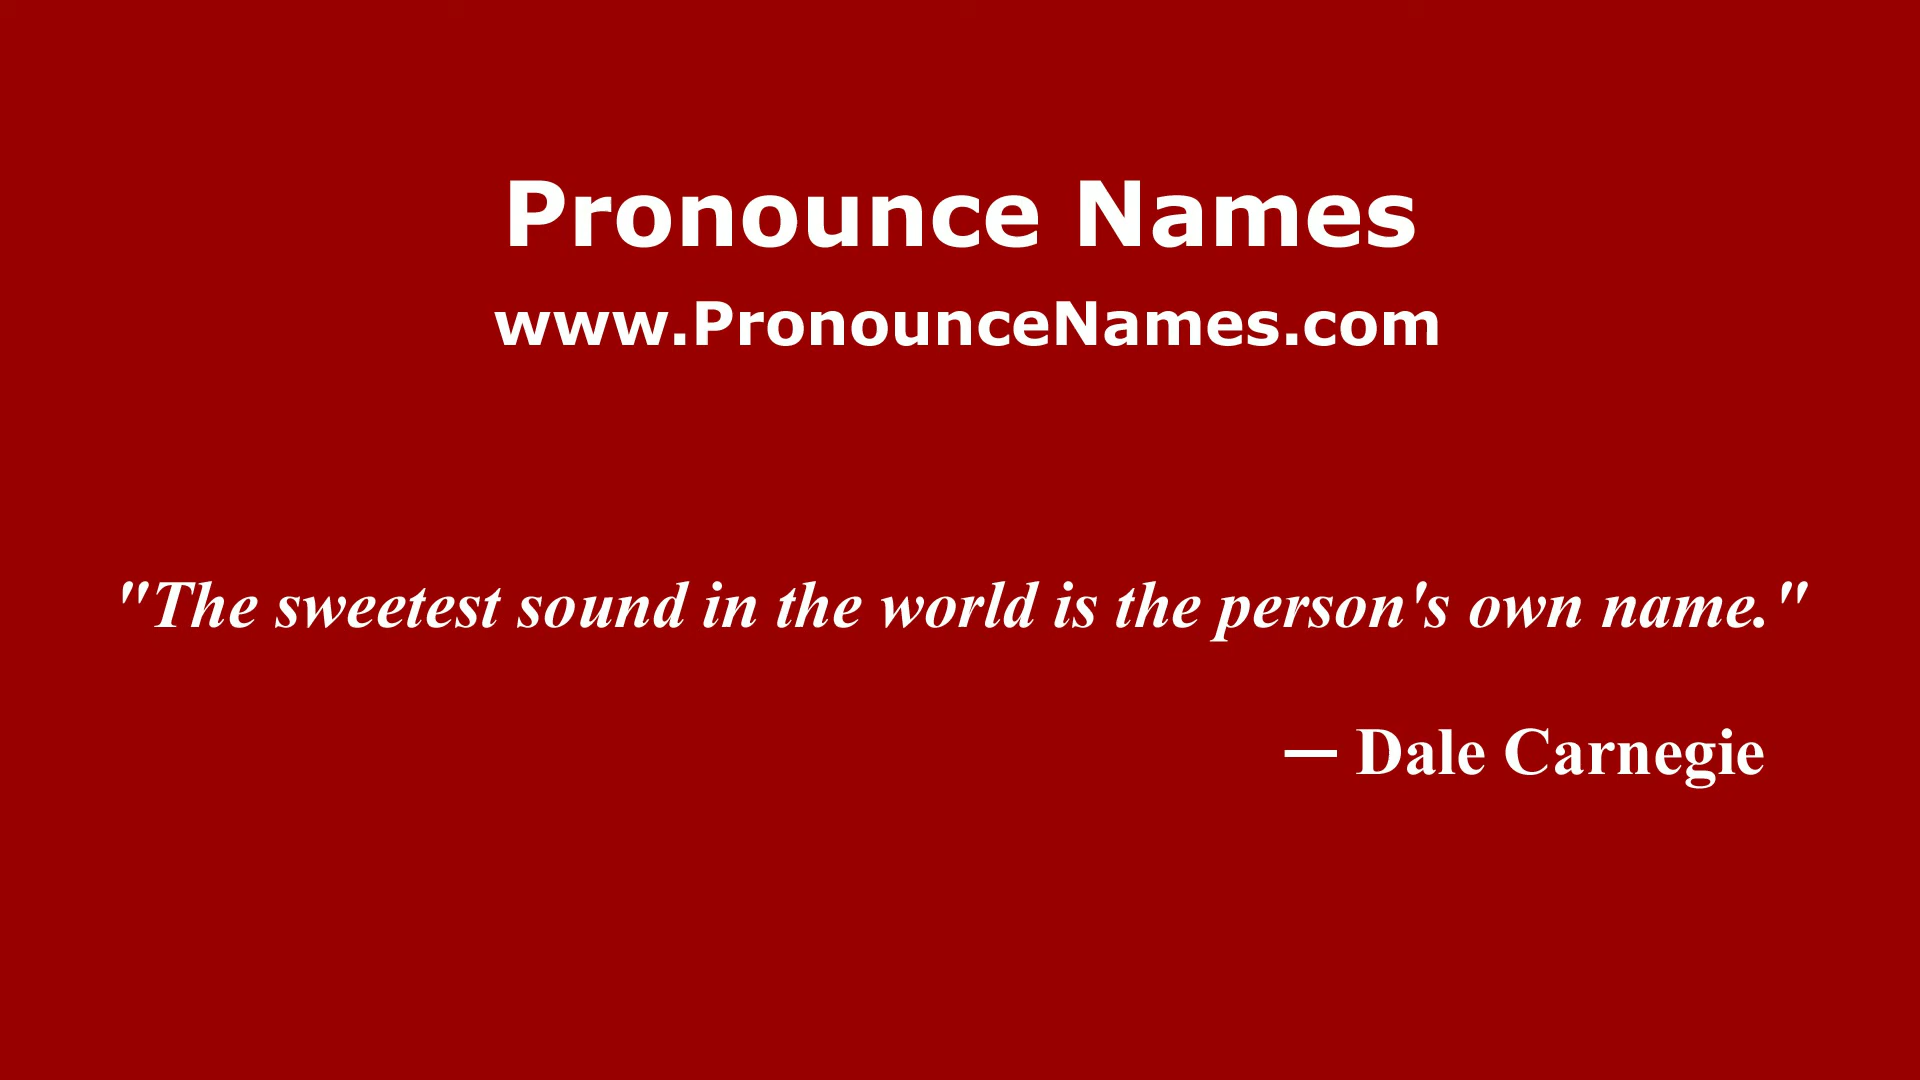 Pronounce Names
www.PronounceNames.com
"The sweetest sound in the world is the person's own name."
— Dale Carnegie